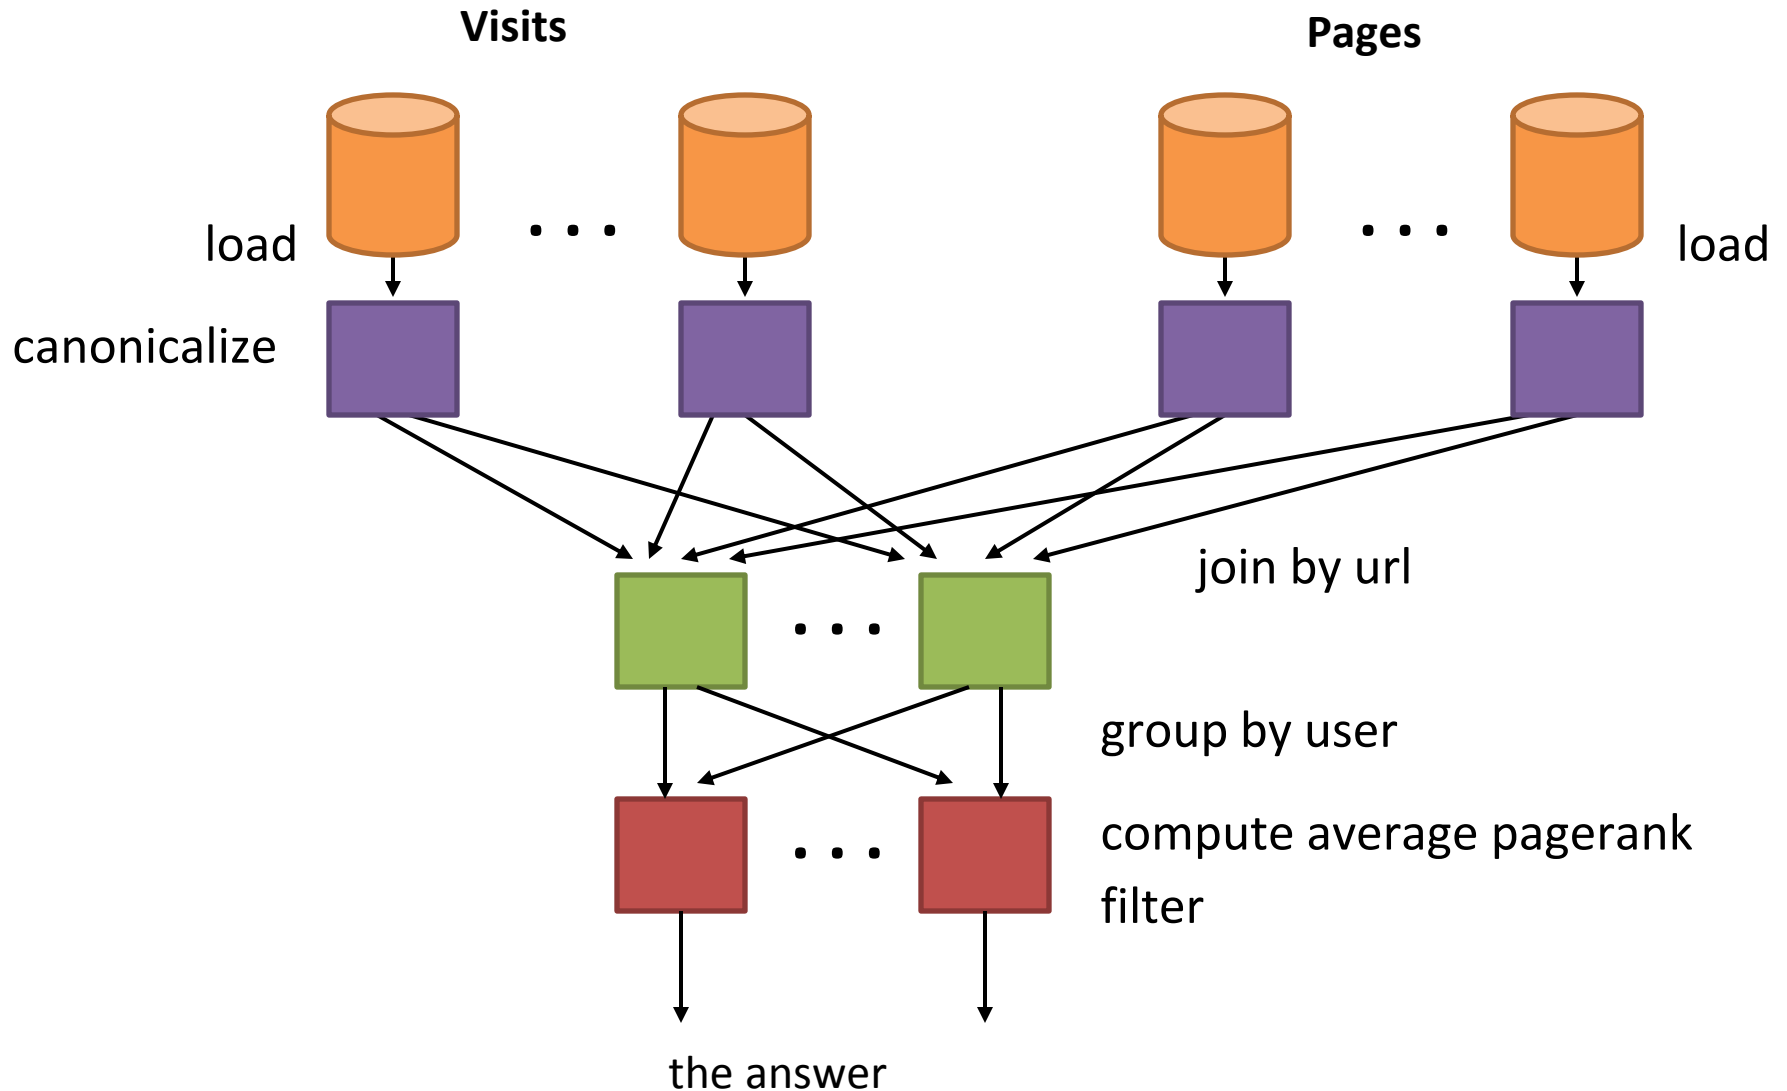 Visits
Pages
load
load
canonicalize
join by url
group by user
compute average pagerank
filter
the answer